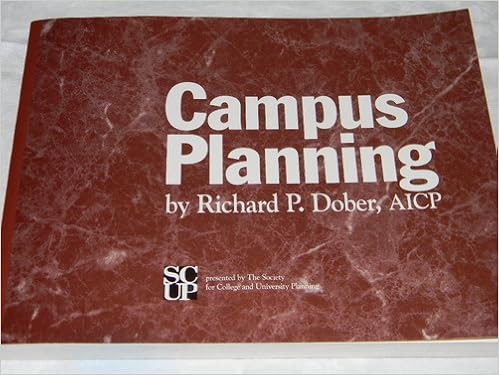 Campus
Planning
by Richard P. Dober, AICP
SC
UP
presented by The Society
for College and University Planning